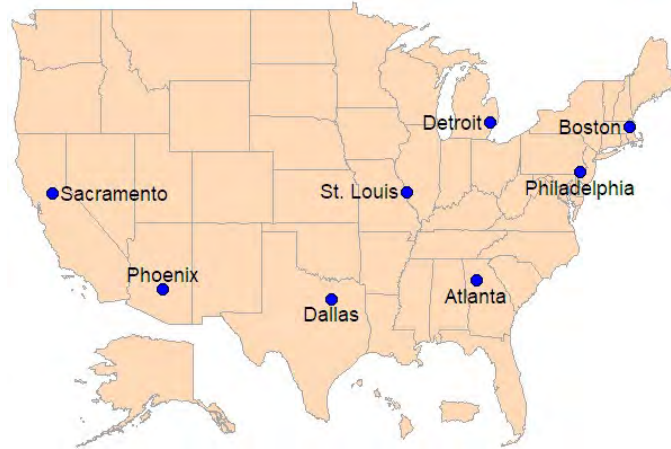 Detroit
Boston
Philadelphia
Sacramento
St. Louis
Phoenix
Atlanta
Dallas